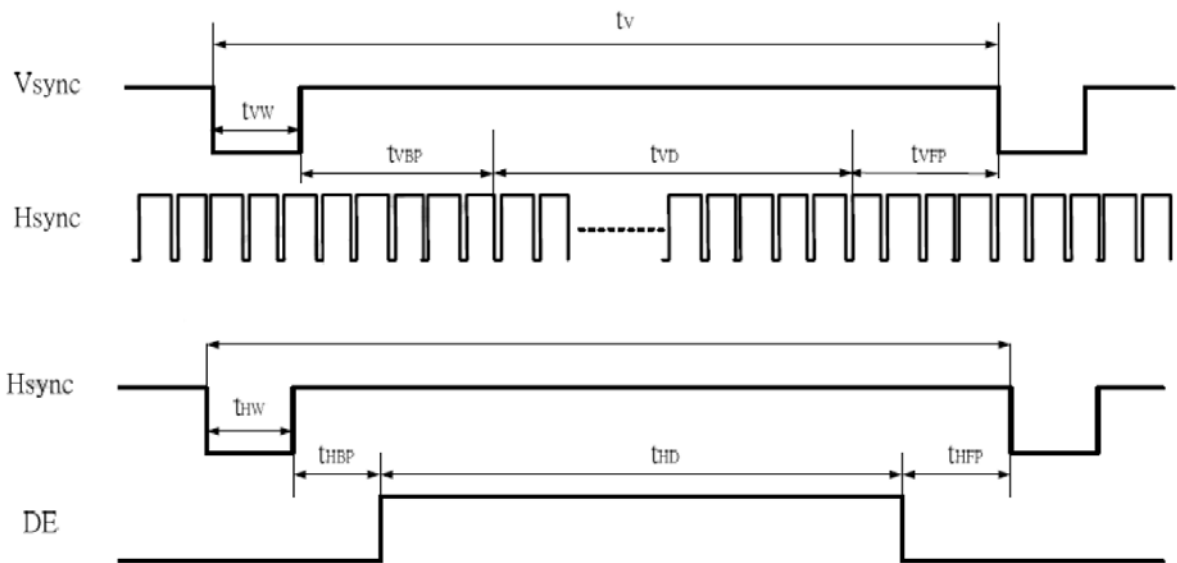 tV
Vsync
tVW
tVBP tVD tVFP
Hsync
Hsync
tHW
tHBP tHD tHFP
DE